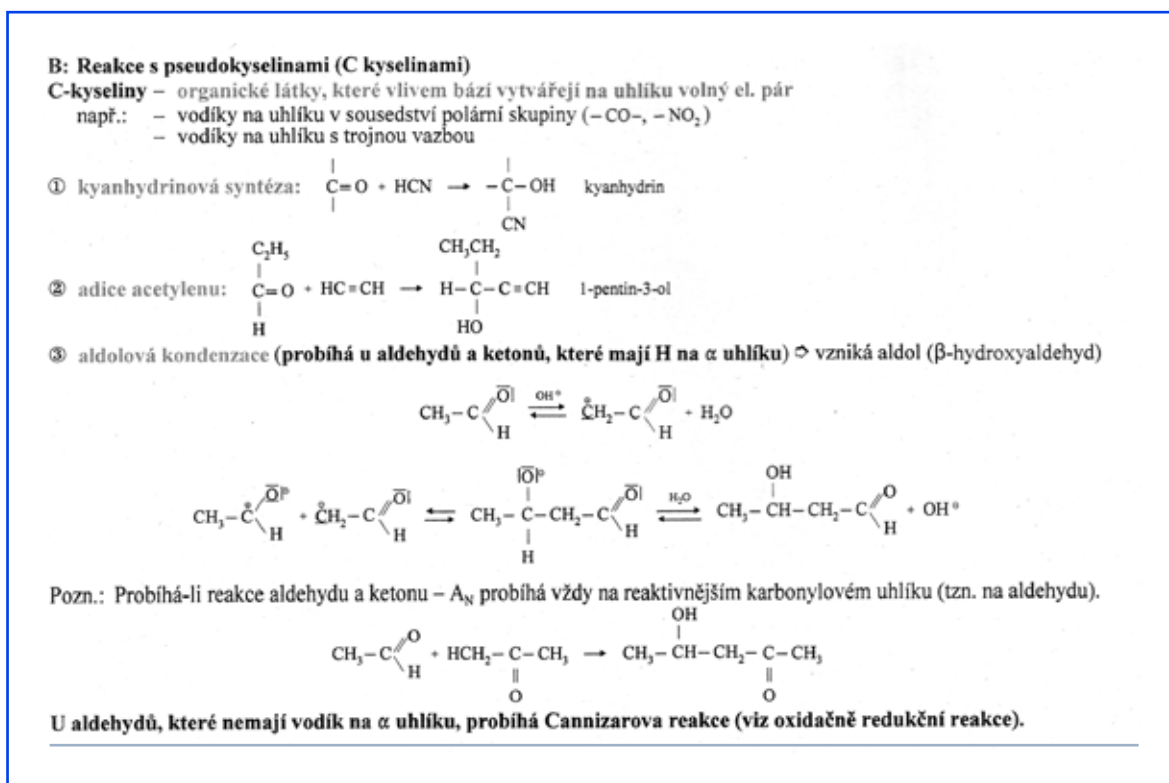 B: Reakce s pseudokyselinami (C kyselinami)
C-kyseliny – organické látky, které vlivem bází vytvářejí na uhlíku volný el. pár
např.: – vodíky na uhlíku v sousedství polární skupiny (–CO–, –NO₂)
– vodíky na uhlíku s trojnou vazbou
① kyanhydrinová syntéza: C=O + HCN → –C–OH kyanhydrin
CN
C₂H₅ CH₃CH₂
② adice acetylenu: C=O + HC≡CH → H–C–C≡CH 1-pentin-3-ol
H HO
③ aldolová kondenzace (probíhá u aldehydů a ketonů, které mají H na α uhlíku) ⇒ vzniká aldol (β-hydroxyaldehyd)
O OH⊖ O
CH₃–C ⇌ CH₂–C + H₂O
H H
O O O O OH O
CH₃–C + CH₂–C ⇌ CH₃–C–CH₂–C H₂O ⇌ CH₃–CH–CH₂–C + OH⊖
H H H H H
Pozn.: Probíhá-li reakce aldehydu a ketonu – A_N probíhá vždy na reaktivnějším karbonylovém uhlíku (tzn. na aldehydu).
O OH
CH₃–C + HCH₂–C–CH₃ → CH₃–CH–CH₂–C–CH₃
H O O
U aldehydů, které nemají vodík na α uhlíku, probíhá Cannizarova reakce (viz oxidačně redukční reakce).